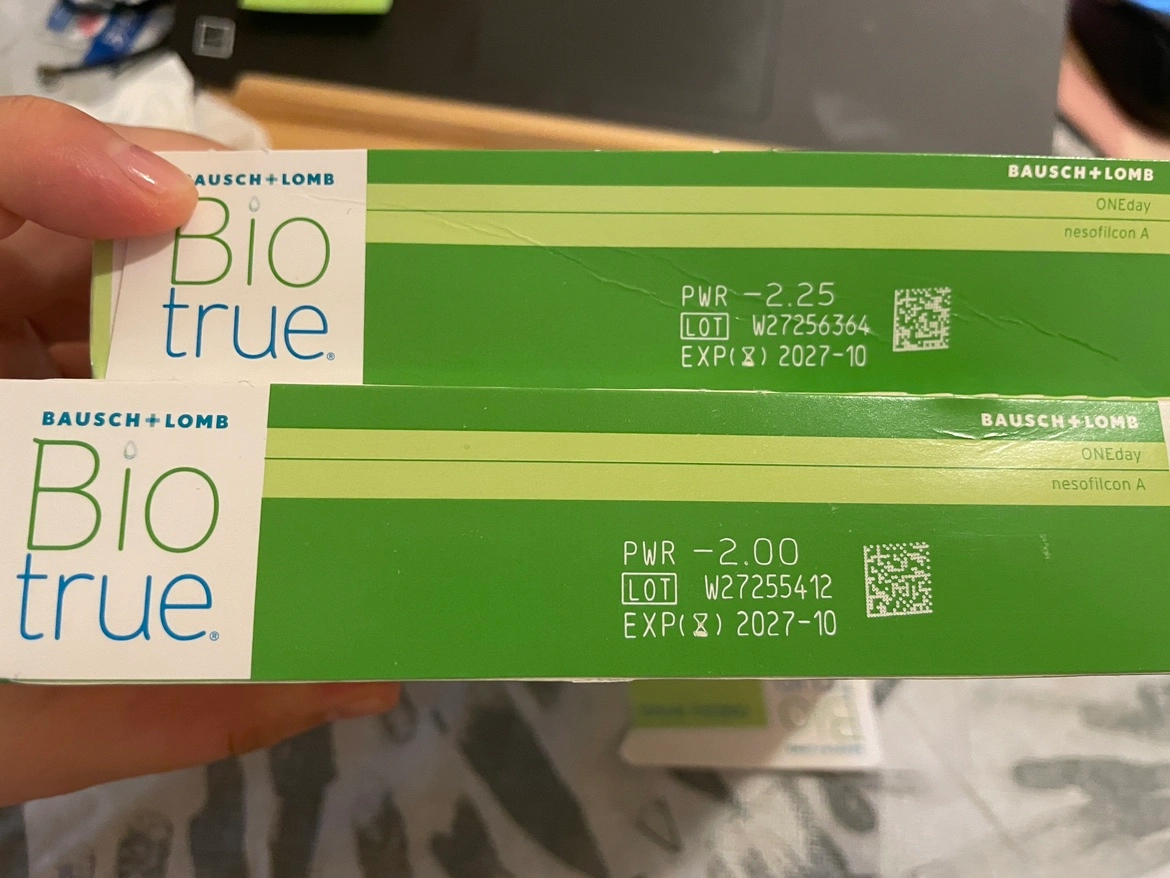 BAUSCH+LOMB
Bio
true®
BAUSCH+LOMB
ONEday
nesofilcon A
PWR -2.25
LOT W27256364
EXP(⧖) 2027-10
BAUSCH+LOMB
Bio
true®
BAUSCH+LOMB
ONEday
nesofilcon A
PWR -2.00
LOT W27255412
EXP(⧖) 2027-10